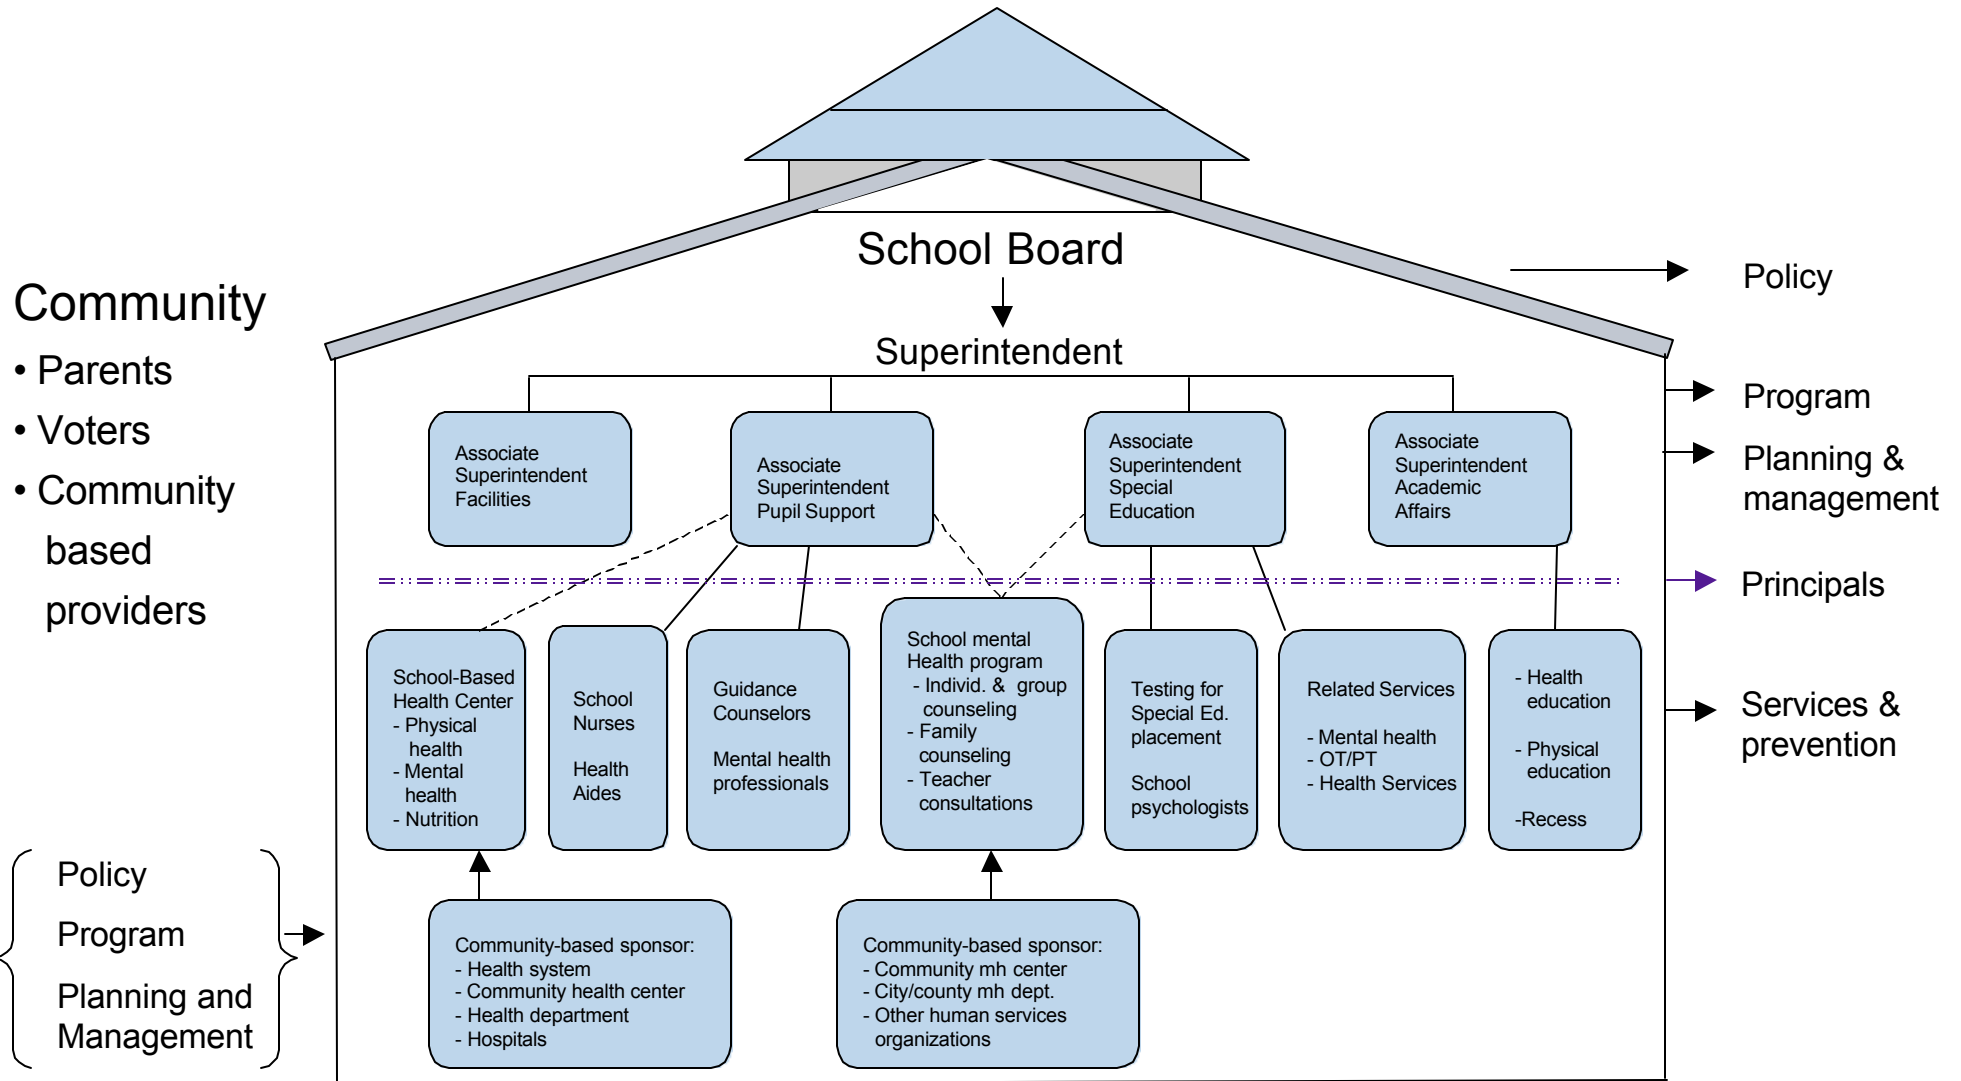 School Board
Superintendent
Community
• Parents
• Voters
• Community
based
providers
Policy
Program
Planning &
management
Principals
Services &
prevention
Associate
Superintendent
Facilities
Associate
Superintendent
Pupil Support
Associate
Superintendent
Special
Education
Associate
Superintendent
Academic
Affairs
School-Based
Health Center
- Physical
health
- Mental
health
- Nutrition
School
Nurses
Health
Aides
Guidance
Counselors
Mental health
professionals
School mental
Health program
- Individ. & group
counseling
- Family
counseling
- Teacher
consultations
Testing for
Special Ed.
placement
School
psychologists
Related Services
- Mental health
- OT/PT
- Health Services
- Health
education
- Physical
education
-Recess
Policy
Program
Planning and
Management
Community-based sponsor:
- Health system
- Community health center
- Health department
- Hospitals
Community-based sponsor:
- Community mh center
- City/county mh dept.
- Other human services
organizations